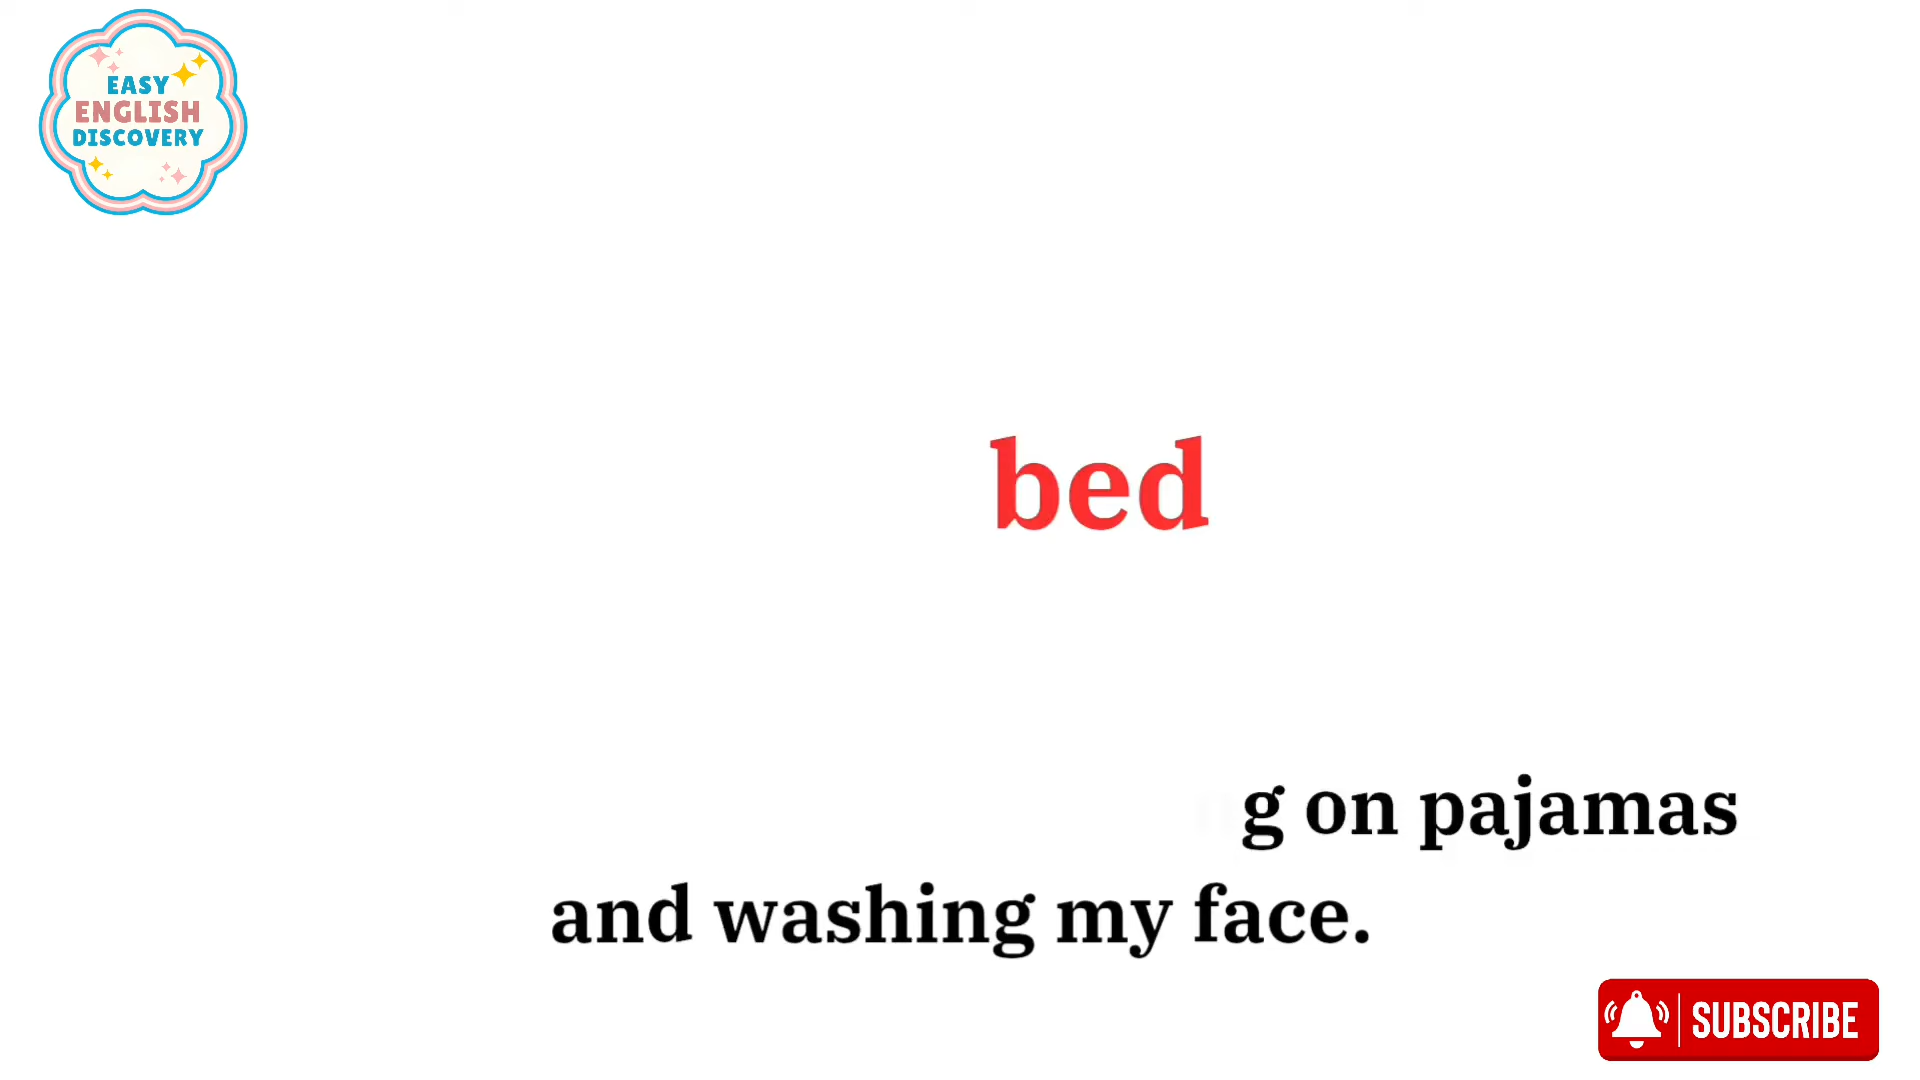 EASY
ENGLISH
DISCOVERY
bed
g on pajamas
and washing my face.
SUBSCRIBE